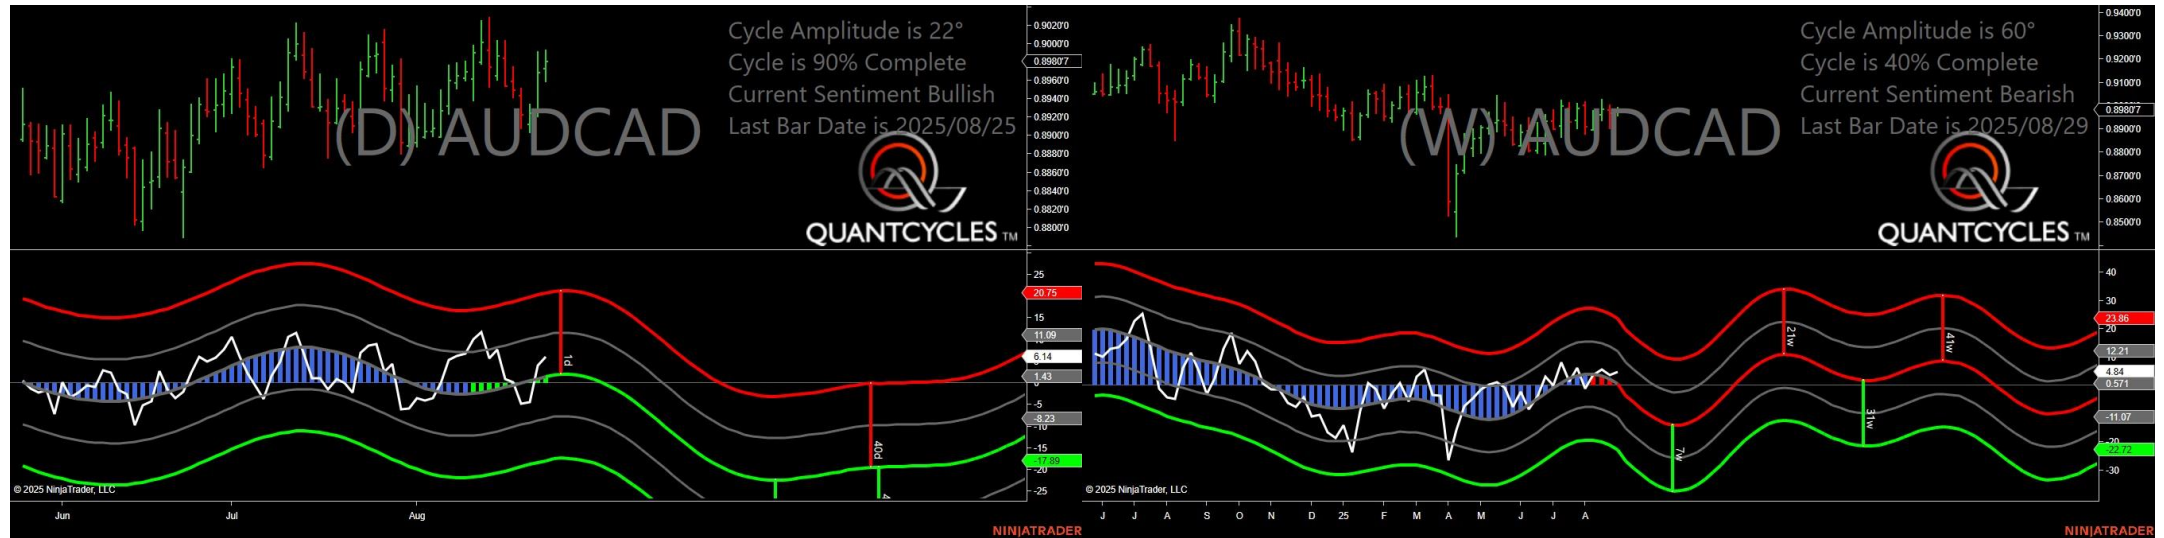 Cycle Amplitude is 22°
Cycle is 90% Complete
Current Sentiment Bullish
Last Bar Date is 2025/08/25
(D) AUDCAD
QUANTCYCLES TM
0.9020'0
0.9000'0
0.8980'7
0.8960'0
0.8940'0
0.8920'0
0.8900'0
0.8880'0
0.8860'0
0.8840'0
0.8820'0
0.8800'0
25
20.75
15
11.09
6.14
1.43
-5
-8.23
-10
-15
-17.89
-20
-25
1d
40d
© 2025 NinjaTrader, LLC
Jun
Jul
Aug
NINJATRADER
Cycle Amplitude is 60°
Cycle is 40% Complete
Current Sentiment Bearish
Last Bar Date is 2025/08/29
(W) AUDCAD
QUANTCYCLES TM
0.9400'0
0.9300'0
0.9200'0
0.9100'0
0.8980'7
0.8900'0
0.8800'0
0.8700'0
0.8600'0
0.8500'0
40
30
23.86
20
12.21
4.84
0.571
-11.07
-20
-22.72
-30
7w
21w
31w
41w
© 2025 NinjaTrader, LLC
J
J
A
S
O
N
D
25
F
M
A
M
J
J
A
NINJATRADER